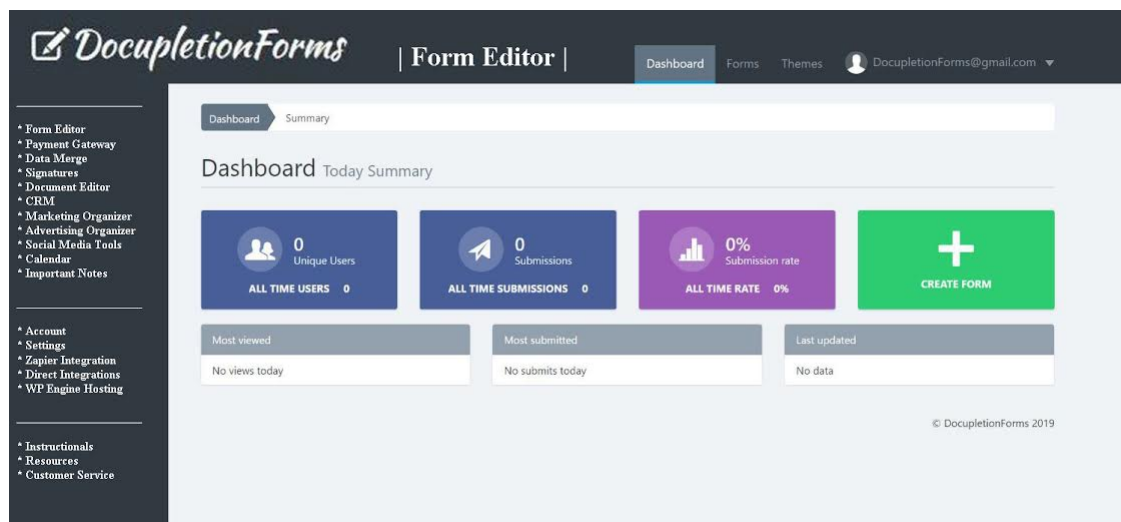 DocupletionForms
| Form Editor |
Dashboard Forms Themes DocupletionForms@gmail.com
* Form Editor
* Payment Gateway
* Data Merge
* Signatures
* Document Editor
* CRM
* Marketing Organizer
* Advertising Organizer
* Social Media Tools
* Calendar
* Important Notes
* Account
* Settings
* Zapier Integration
* Direct Integrations
* WP Engine Hosting
* Instructionals
* Resources
* Customer Service
Dashboard Summary
Dashboard Today Summary
0
Unique Users
ALL TIME USERS 0
0
Submissions
ALL TIME SUBMISSIONS 0
0%
Submission rate
ALL TIME RATE 0%
CREATE FORM
Most viewed
No views today
Most submitted
No submits today
Last updated
No data
© DocupletionForms 2019